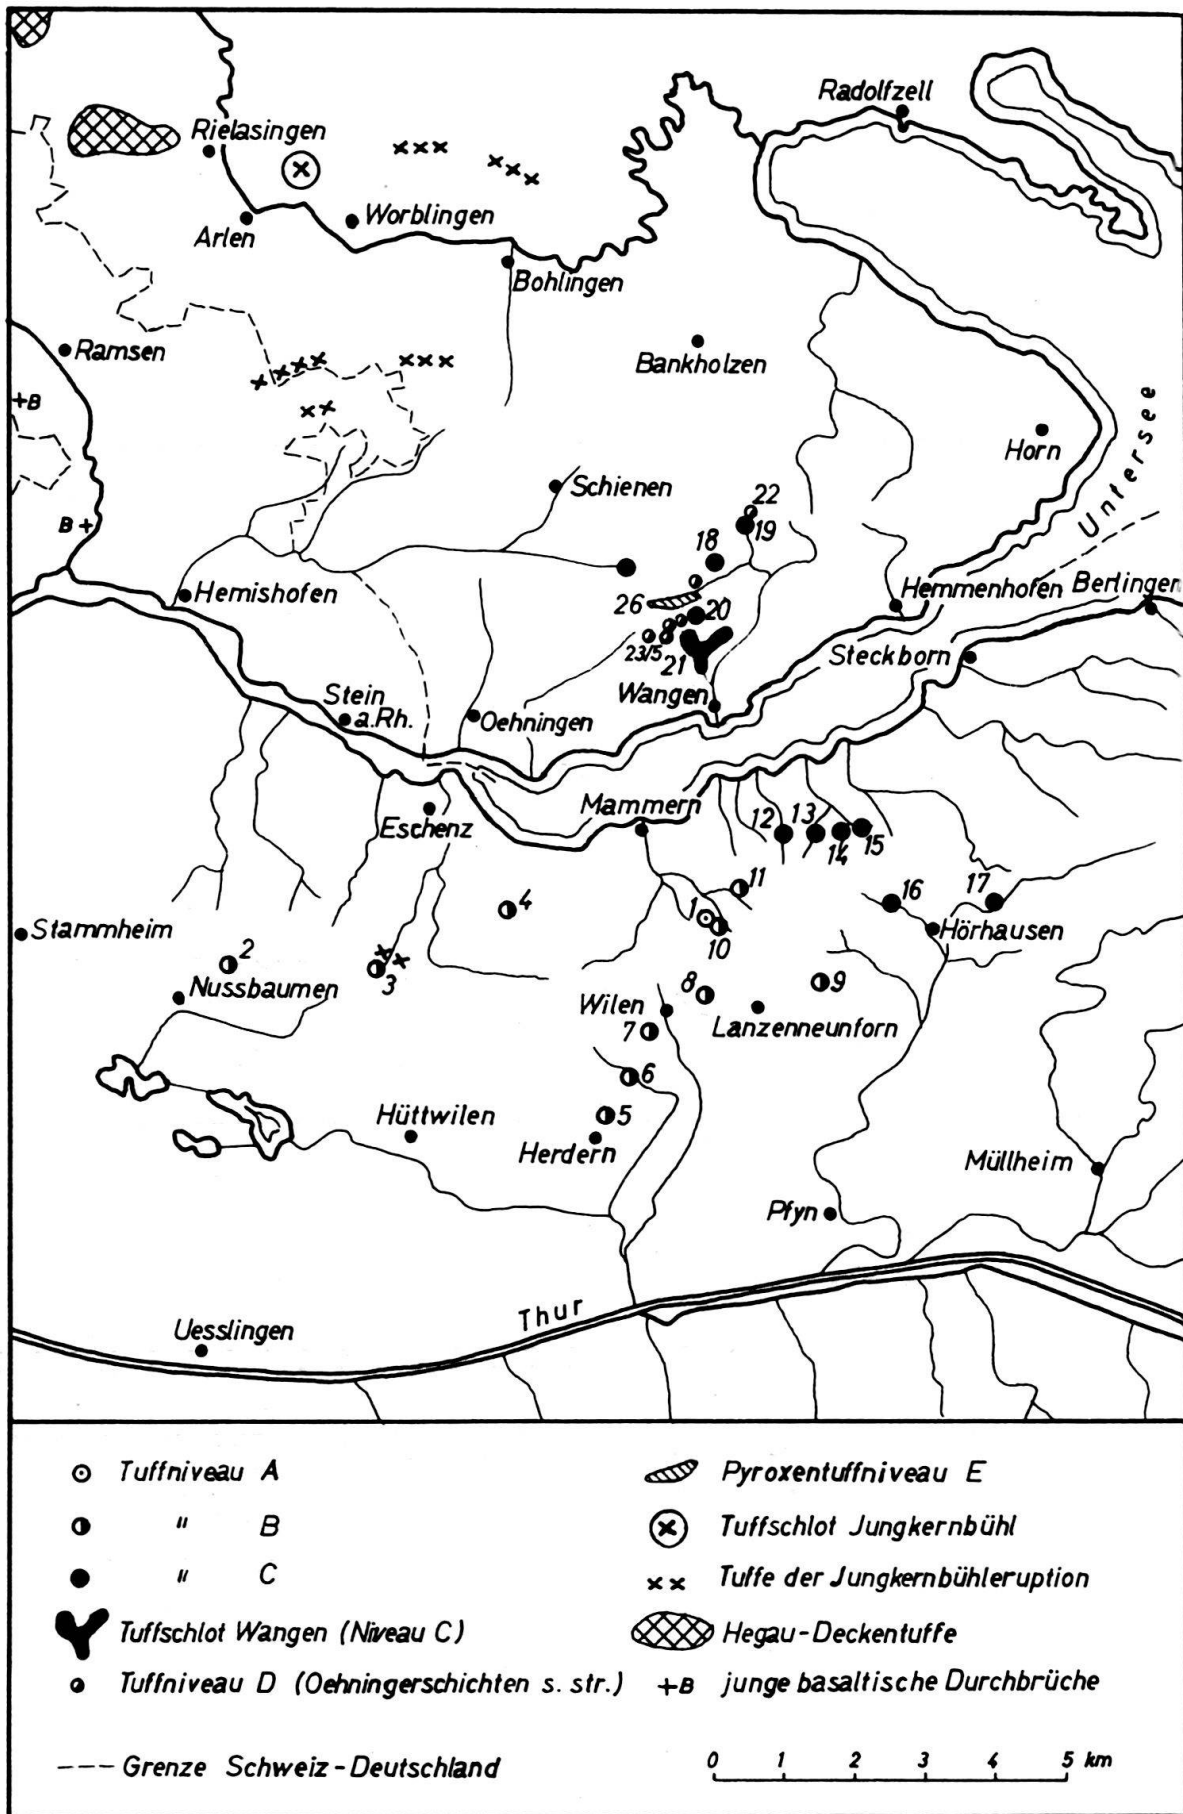 Radolfzell
Rielasingen
Arlen
Worblingen
Bohlingen
Ramsen
Bankholzen
B
Horn
Untersee
Schienen
22
19
B
18
Hemishofen
26
20
Hemmenhofen
Berlingen
23/5
21
Steckborn
Stein
a. Rh.
Oehningen
Wangen
Mammern
Eschenz
12
13
14
15
11
4
1
10
16
17
Stammheim
Hörhausen
2
3
Nussbaumen
8
9
Wilen
7
Lanzenneunforn
6
5
Hüttwilen
Herdern
Müllheim
Pfyn
Thur
Uesslingen
Tuffniveau A
" B
" C
Tuffschlot Wangen (Niveau C)
Tuffniveau D (Oehningerschichten s. str.)
Grenze Schweiz-Deutschland
Pyroxentuffniveau E
Tuffschlot Jungkernbühl
Tuffe der Jungkernbühleruption
Hegau-Deckentuffe
+B junge basaltische Durchbrüche
0 1 2 3 4 5 km